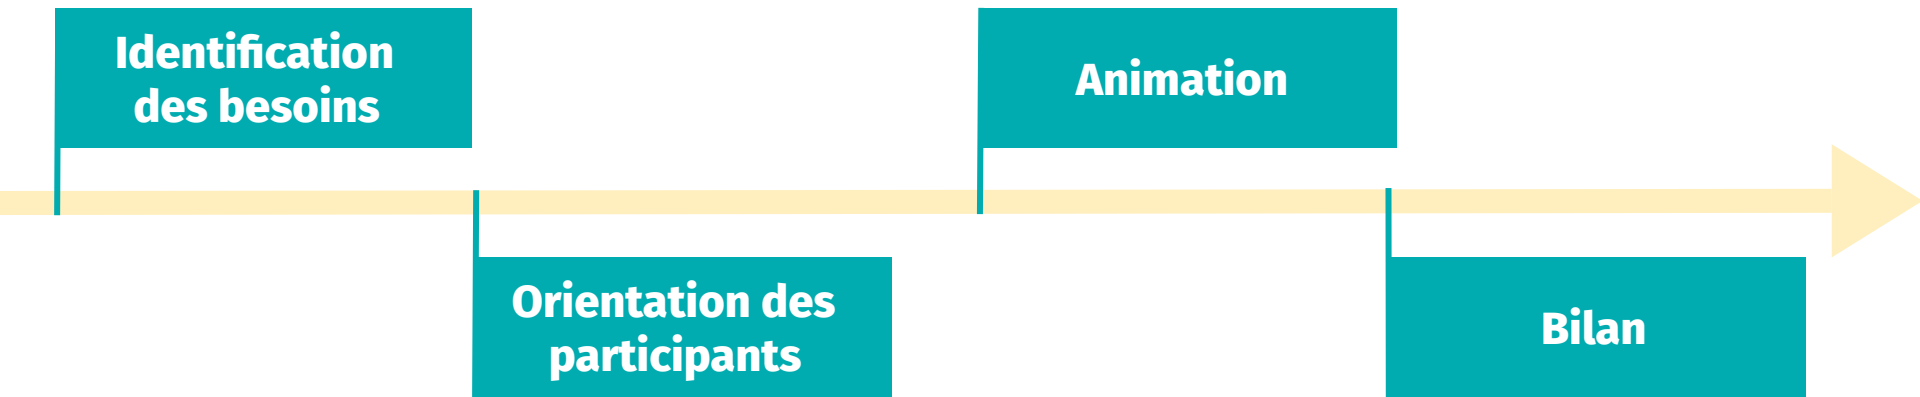 Identification
des besoins
Orientation des
participants
Animation
Bilan